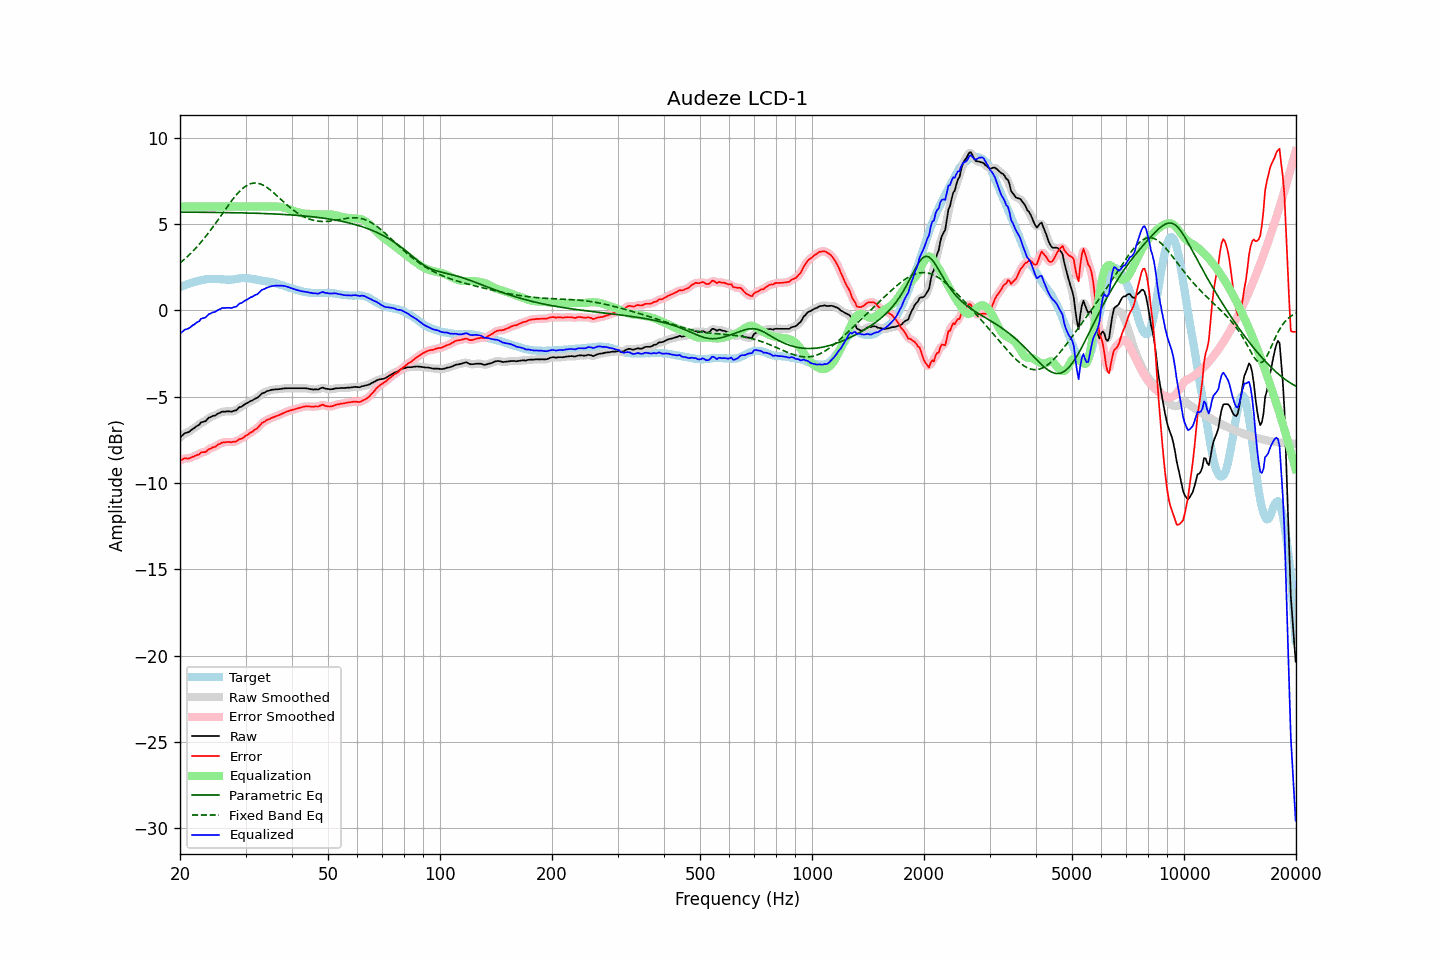 Audeze LCD-1
Amplitude (dBr)
10
5
0
−5
−10
−15
−20
−25
−30
Target
Raw Smoothed
Error Smoothed
Raw
Error
Equalization
Parametric Eq
Fixed Band Eq
Equalized
20 50 100 200 500 1000 2000 5000 10000 20000
Frequency (Hz)